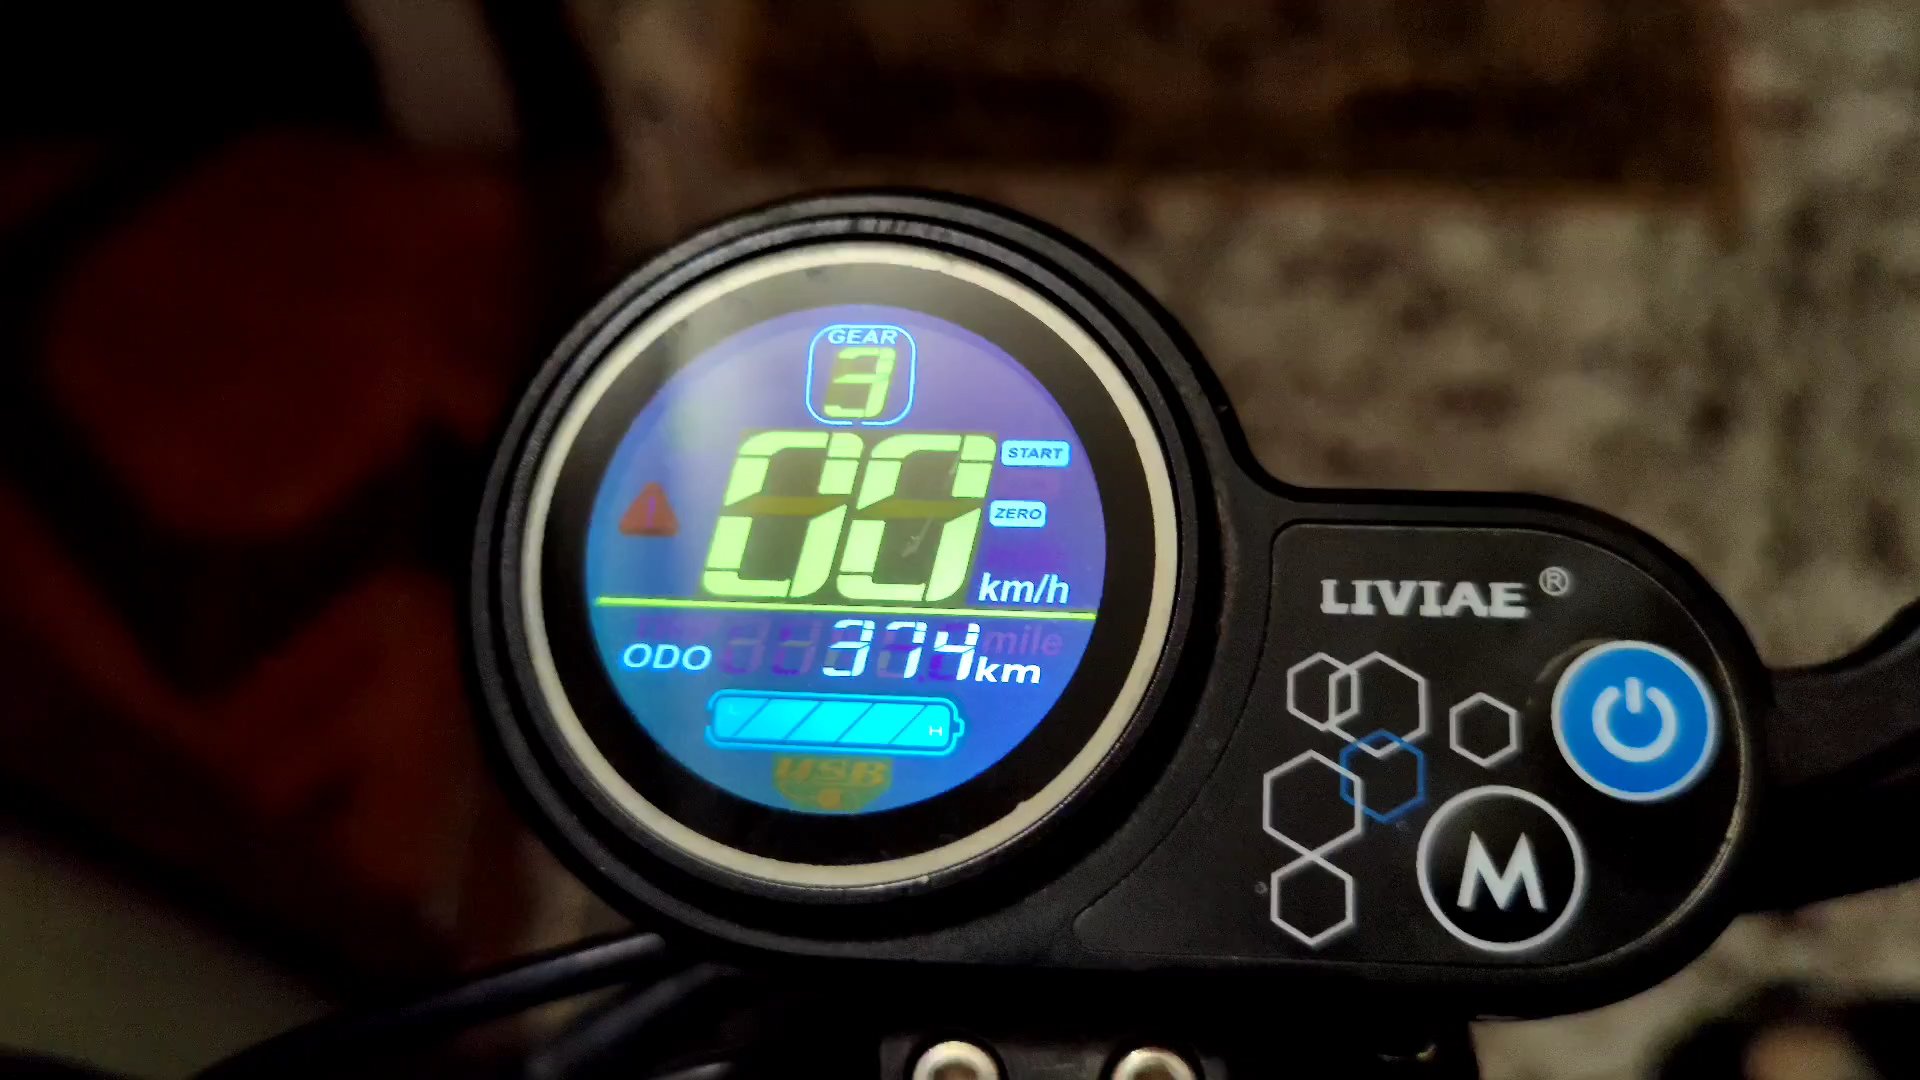 GEAR
3
00
START
ZERO
km/h
mile
ODO 374 km
L H
USB
LIVIAE ®
M